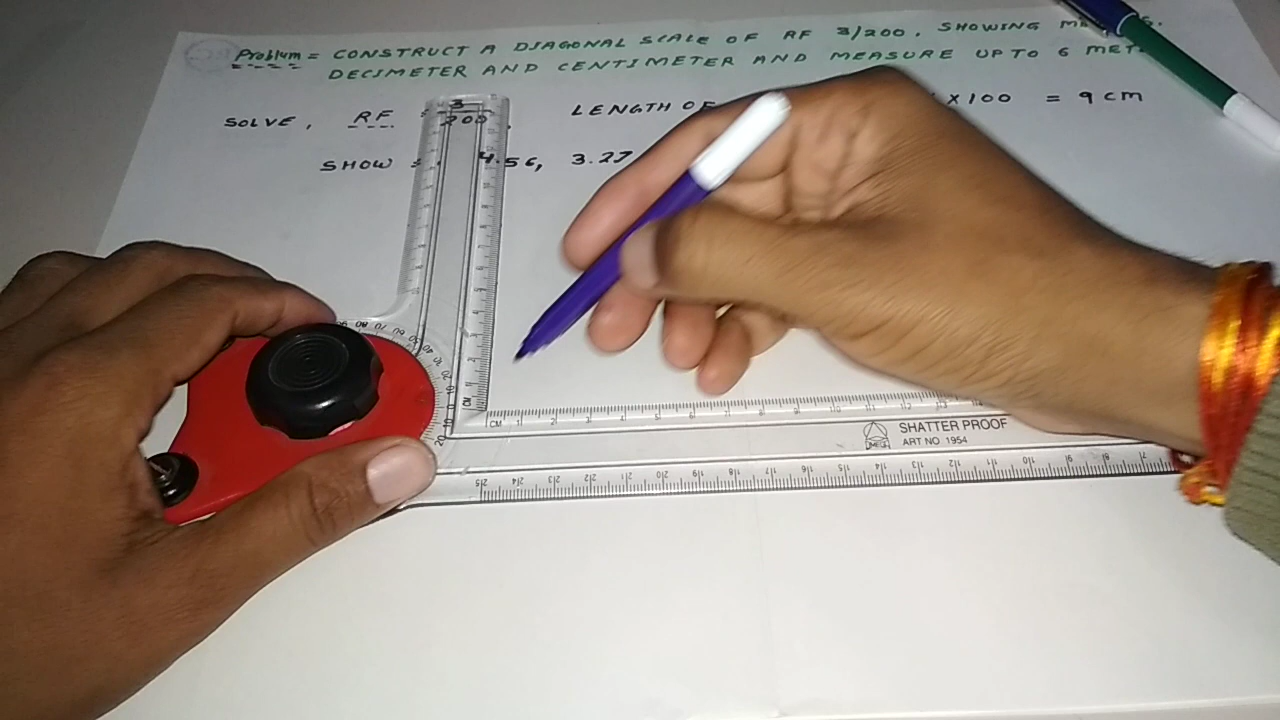 Problem = CONSTRUCT A DIAGONAL SCALE OF RF 3/200, SHOWING
DECIMETER AND CENTIMETER AND MEASURE UPTO 6
SOLVE, RF = 3/200, LENGTH OF × 100 = 9 cm
SHOW = 4.56, 3.27
SHATTER PROOF
ART NO 1954